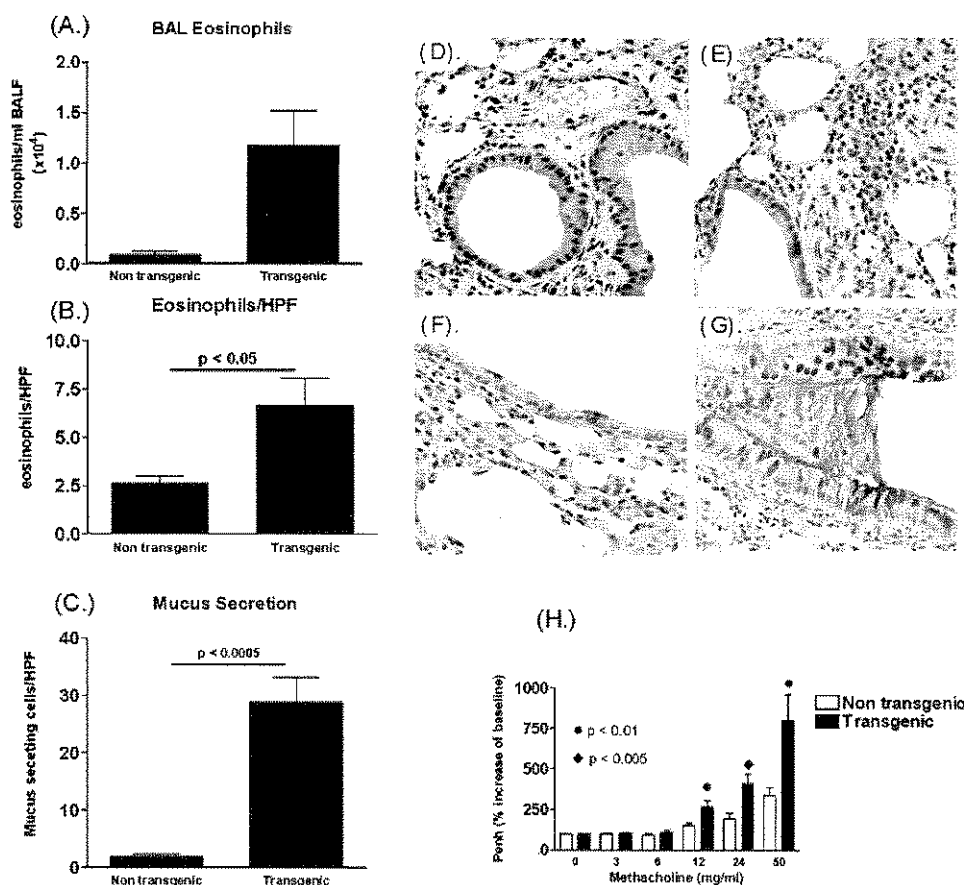 (A.)
BAL Eosinophils
2.0
1.5
1.0
0.5
0.0
eosinophils/ml BALF
(x10⁴)
Non transgenic
Transgenic
(B.)
Eosinophils/HPF
10.0
7.5
5.0
2.5
0.0
eosinophils/HPF
p < 0.05
Non transgenic
Transgenic
(C.)
Mucus Secretion
40
30
20
10
0
Mucus seceting cells/HPF
p < 0.0005
Non transgenic
Transgenic
(D).
(E).
(F).
(G).
(H.)
1000
750
500
250
0
Penh (% increase of baseline)
● p < 0.01
◆ p < 0.005
Non transgenic
Transgenic
0 3 6 12 24 50
Methacholine (mg/ml)